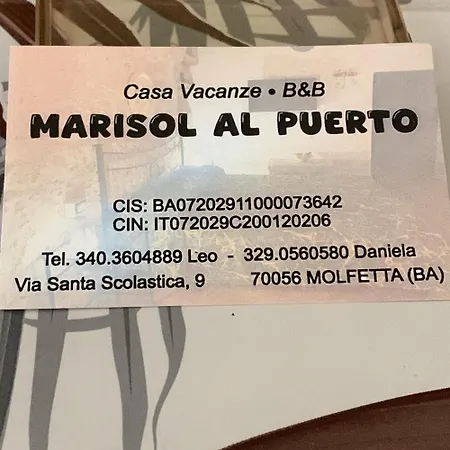 Casa Vacanze • B&B
MARISOL AL PUERTO
CIS: BA07202911000073642
CIN: IT072029C200120206
Tel. 340.3604889 Leo - 329.0560580 Daniela
Via Santa Scolastica, 9 70056 MOLFETTA (BA)